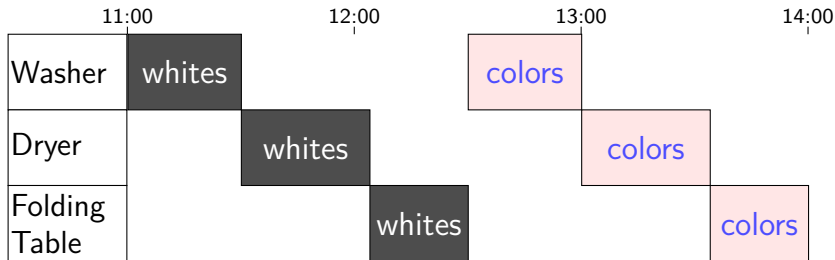 11:00 12:00 13:00 14:00
Washer whites colors
Dryer whites colors
Folding
Table whites colors